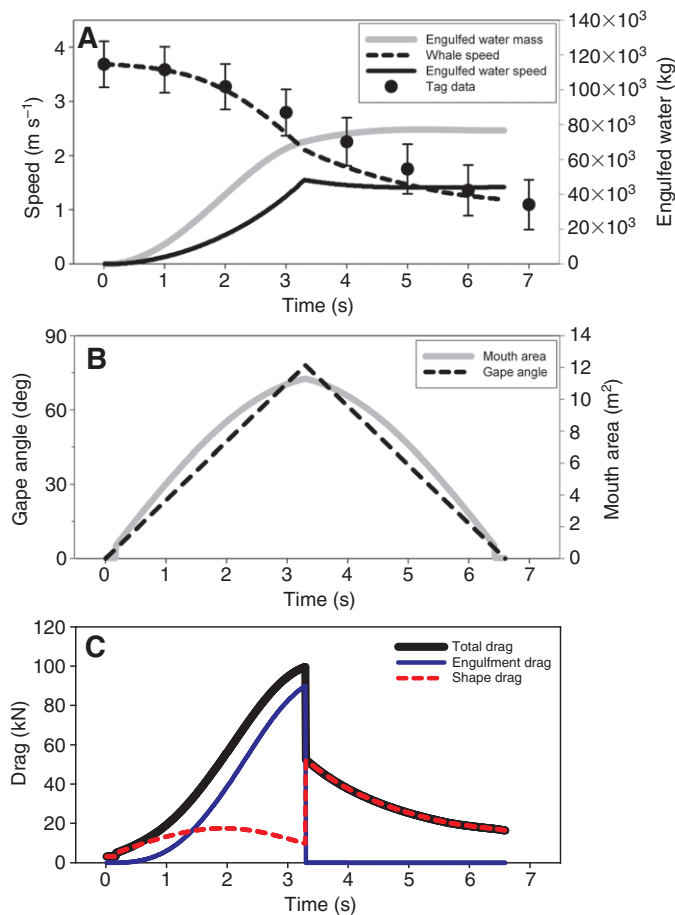 A
Engulfed water mass
Whale speed
Engulfed water speed
Tag data
4
3
2
1
0
Speed (m s⁻¹)
140×10³
120×10³
100×10³
80×10³
60×10³
40×10³
20×10³
0
Engulfed water (kg)
0 1 2 3 4 5 6 7
Time (s)
B
Mouth area
Gape angle
90
60
30
0
Gape angle (deg)
14
12
10
8
6
4
2
0
Mouth area (m²)
0 1 2 3 4 5 6 7
Time (s)
C
Total drag
Engulfment drag
Shape drag
120
100
80
60
40
20
0
Drag (kN)
0 1 2 3 4 5 6 7
Time (s)